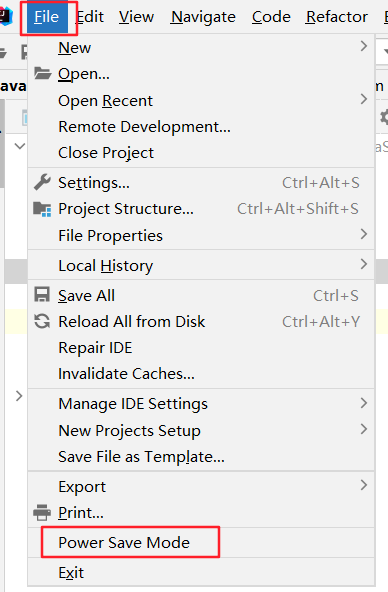 File Edit View Navigate Code Refactor
New
Open...
Open Recent
Remote Development...
Close Project
Settings... Ctrl+Alt+S
Project Structure... Ctrl+Alt+Shift+S
File Properties
Local History
Save All Ctrl+S
Reload All from Disk Ctrl+Alt+Y
Repair IDE
Invalidate Caches...
Manage IDE Settings
New Projects Setup
Save File as Template...
Export
Print...
Power Save Mode
Exit